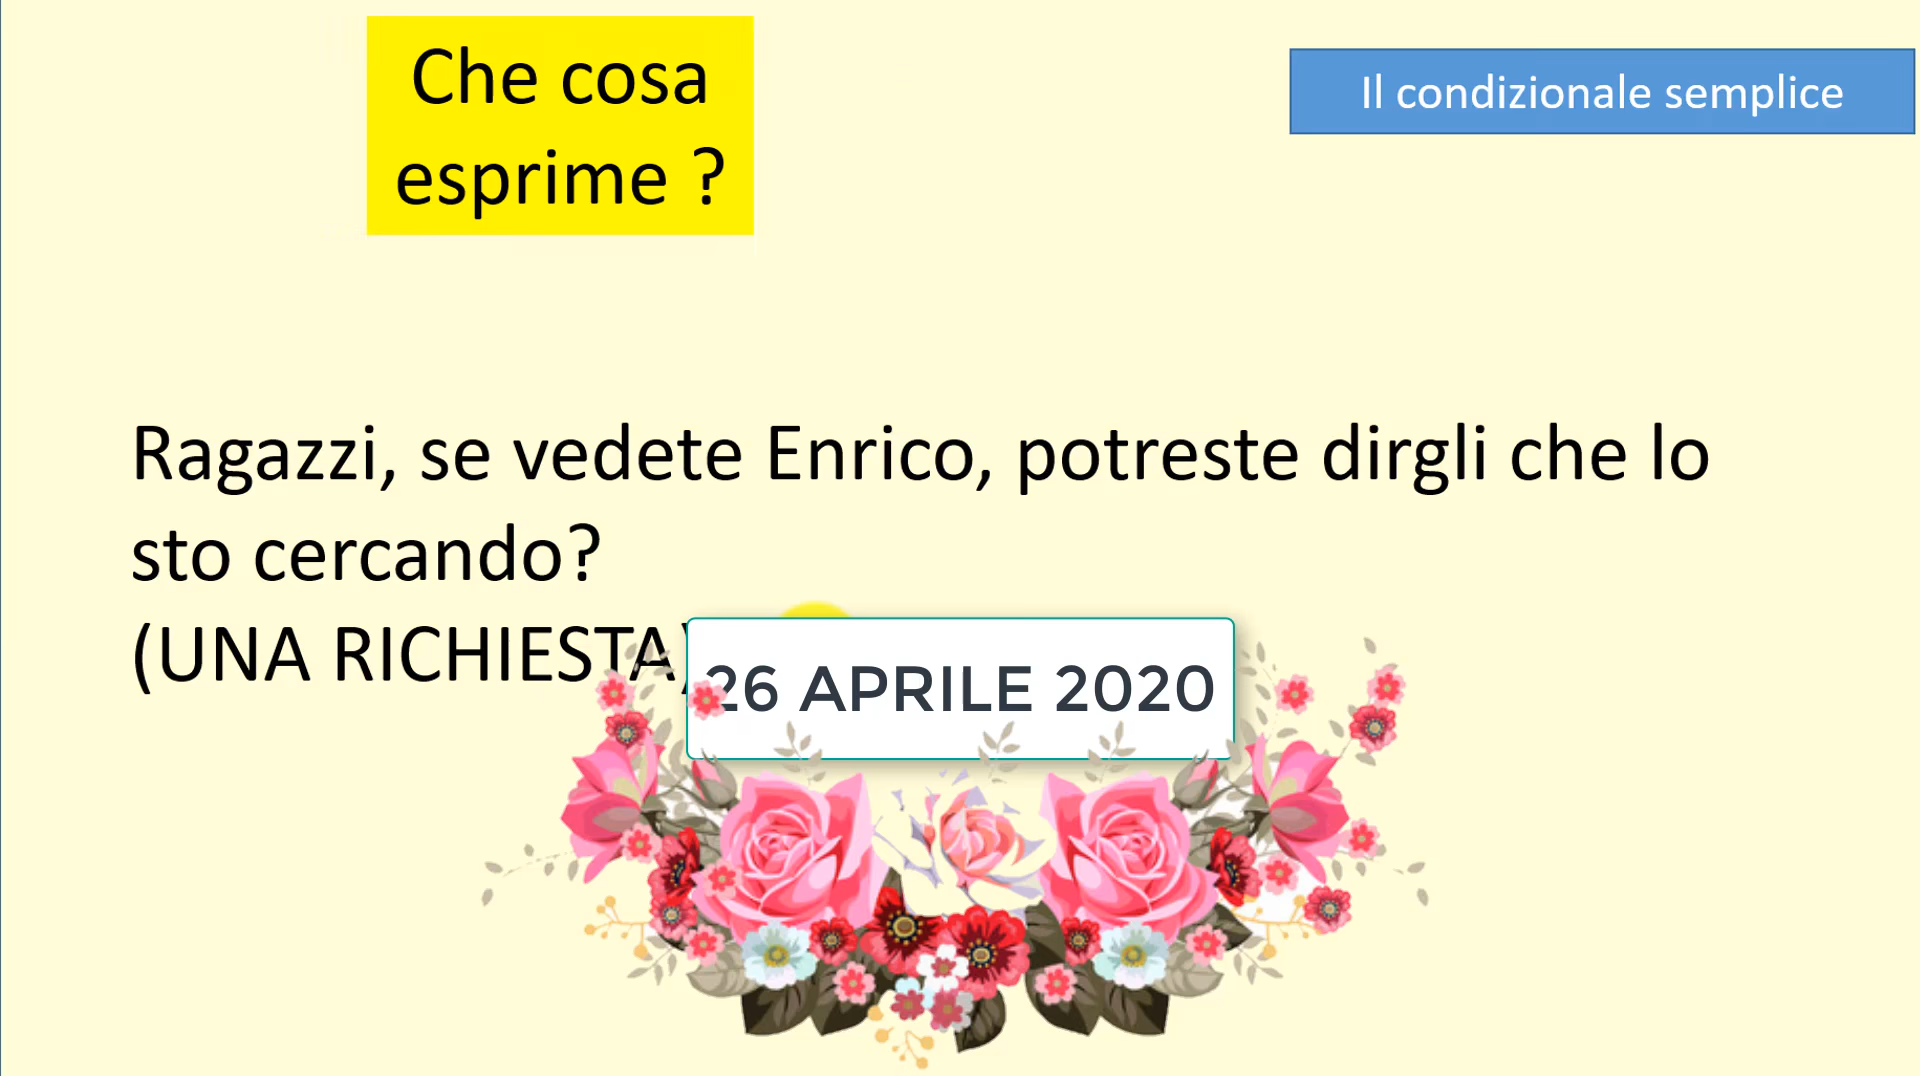 Che cosa
esprime ?
Il condizionale semplice
Ragazzi, se vedete Enrico, potreste dirgli che lo
sto cercando?
(UNA RICHIESTA)
26 APRILE 2020